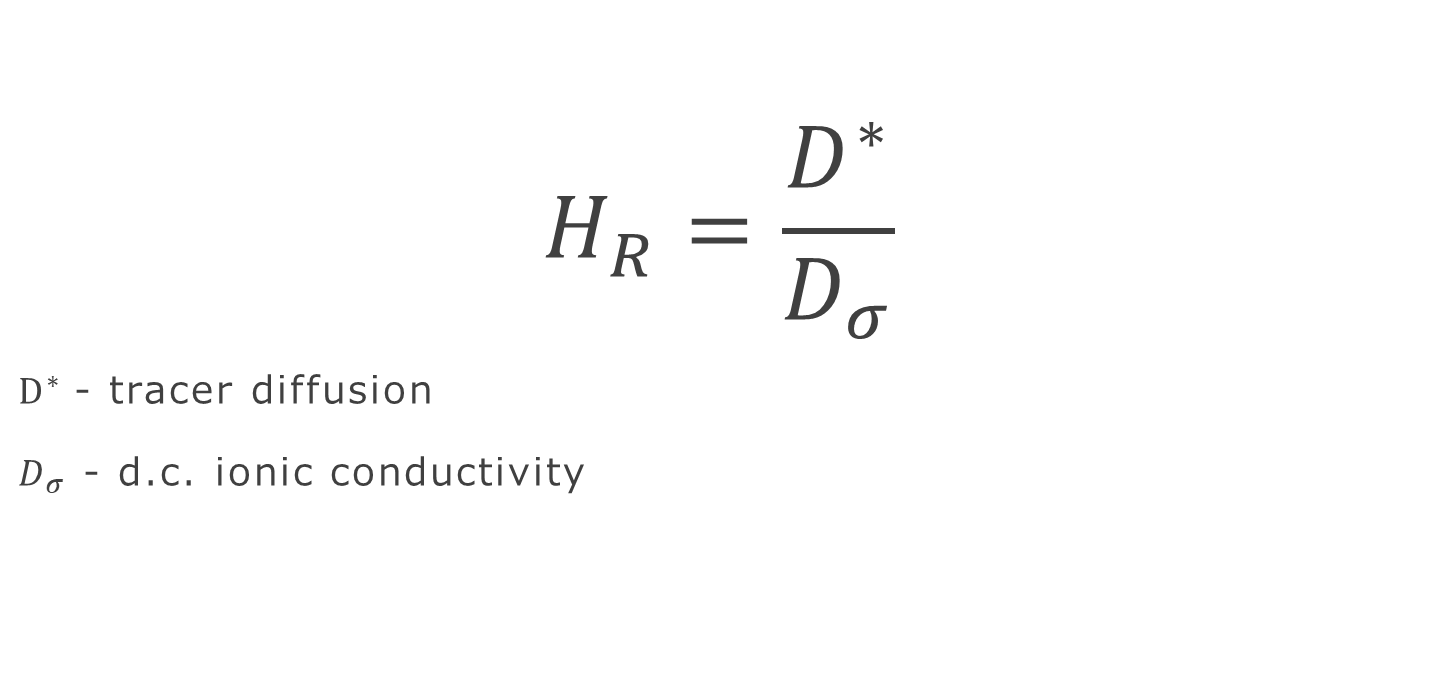 H_R = D* / D_σ
D* - tracer diffusion
D_σ - d.c. ionic conductivity